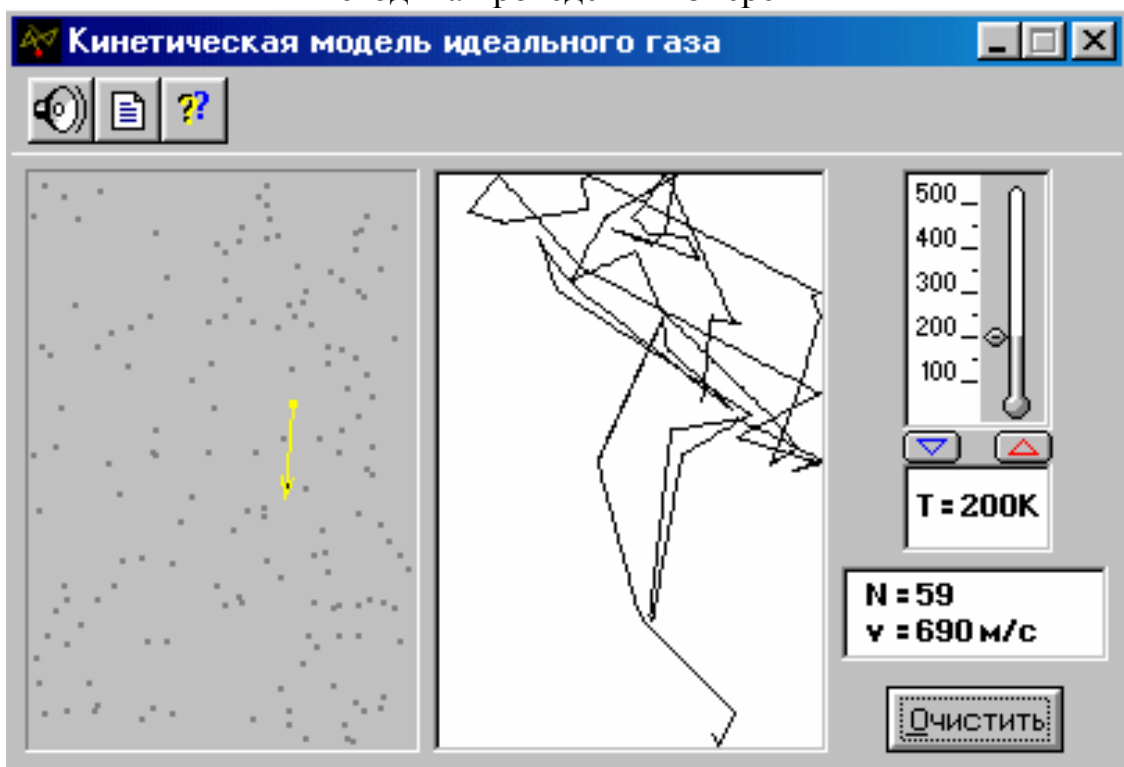 Кинетическая модель идеального газа
500
400
300
200
100
T = 200K
N = 59
v = 690 м/с
Очистить